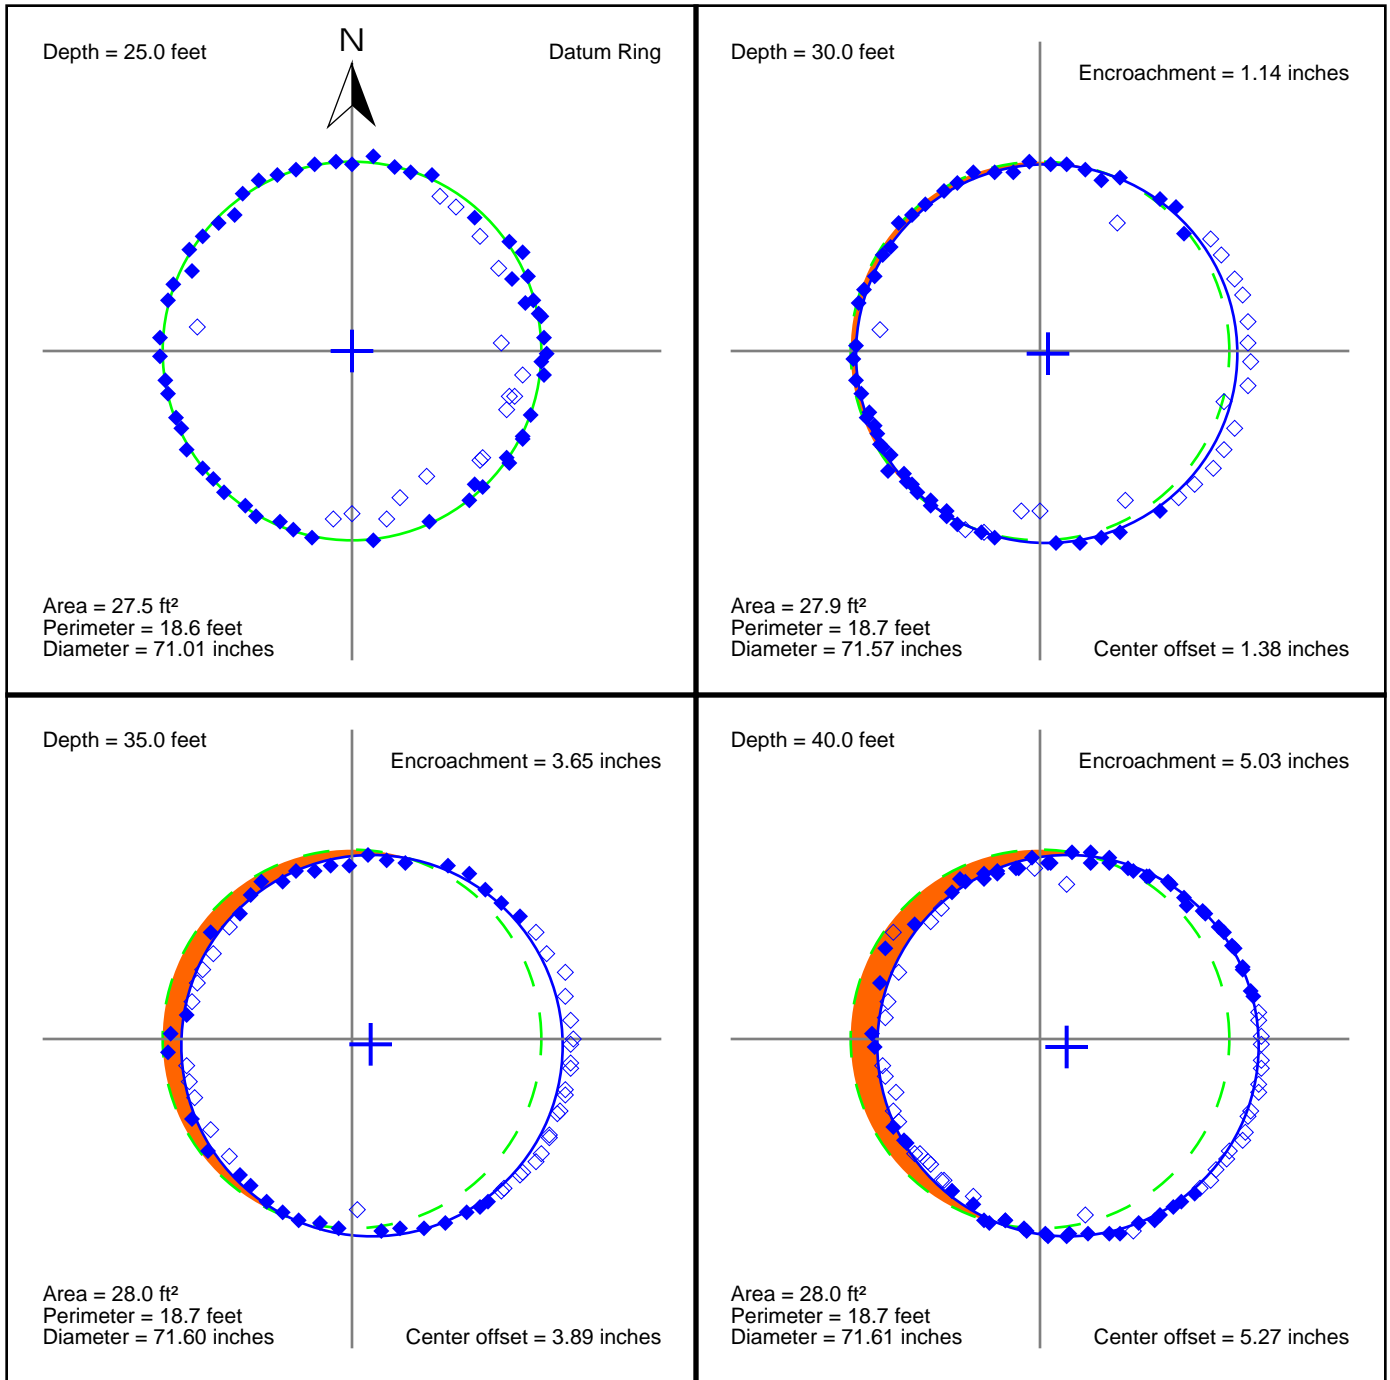 Depth = 25.0 feet
N
Datum Ring
Area = 27.5 ft²
Perimeter = 18.6 feet
Diameter = 71.01 inches
Depth = 30.0 feet
Encroachment = 1.14 inches
Area = 27.9 ft²
Perimeter = 18.7 feet
Diameter = 71.57 inches
Center offset = 1.38 inches
Depth = 35.0 feet
Encroachment = 3.65 inches
Area = 28.0 ft²
Perimeter = 18.7 feet
Diameter = 71.60 inches
Center offset = 3.89 inches
Depth = 40.0 feet
Encroachment = 5.03 inches
Area = 28.0 ft²
Perimeter = 18.7 feet
Diameter = 71.61 inches
Center offset = 5.27 inches